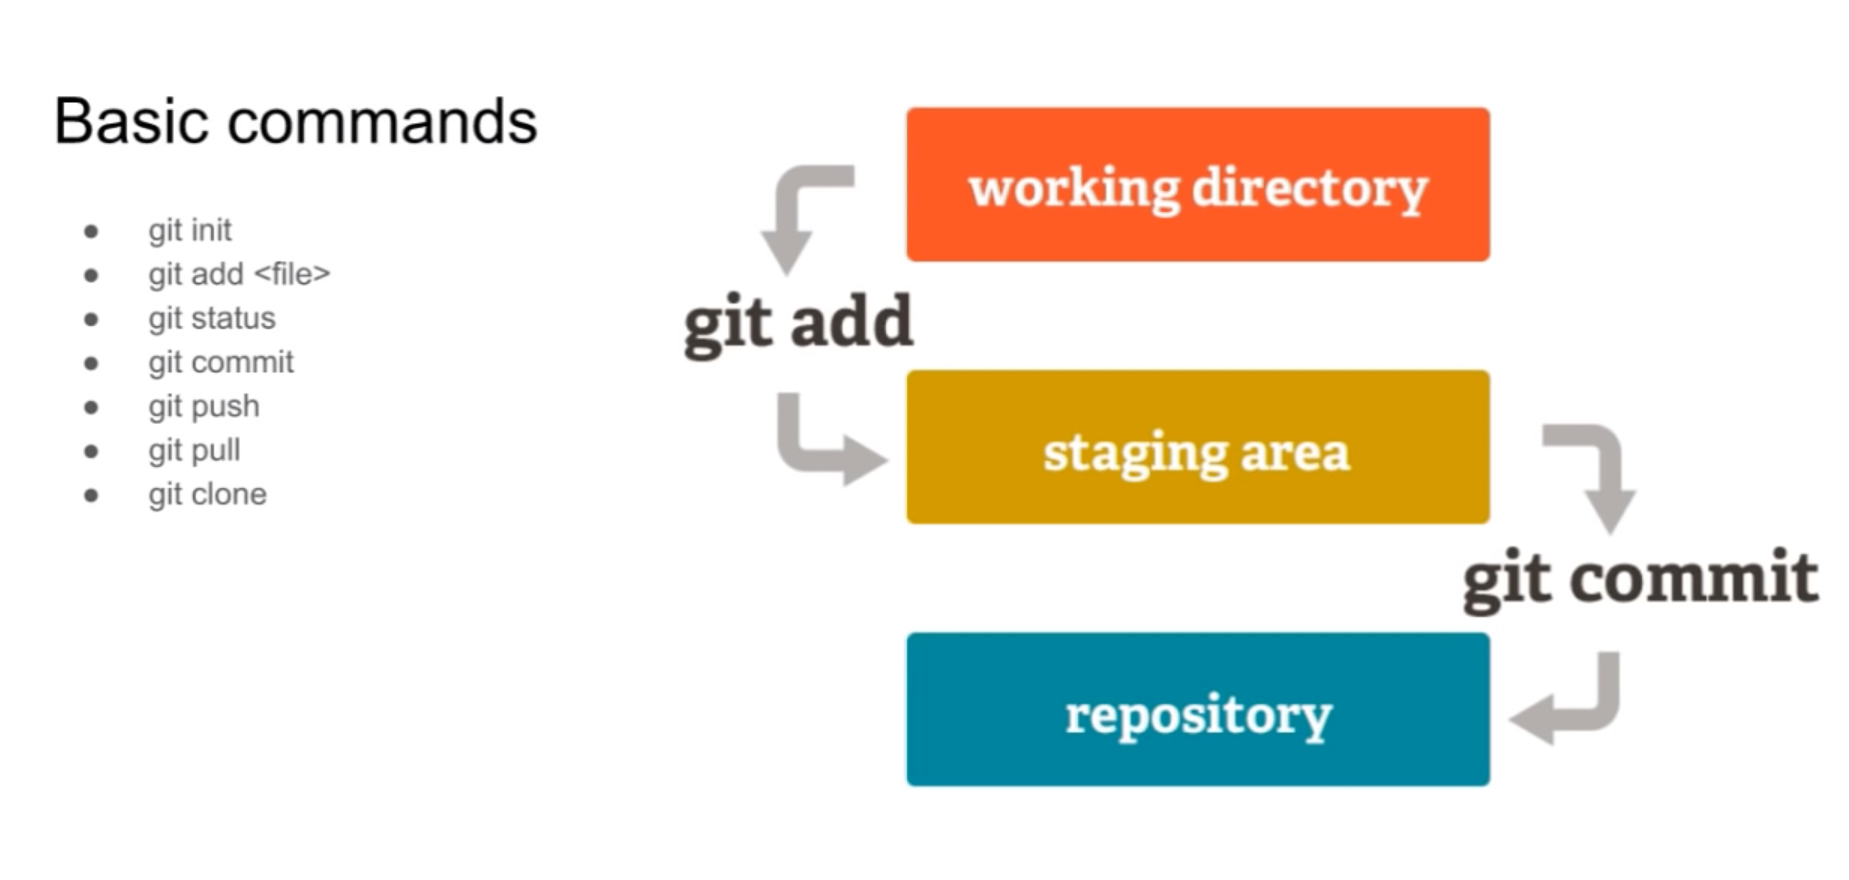 Basic commands
git init
git add <file>
git status
git commit
git push
git pull
git clone
working directory
git add
staging area
git commit
repository